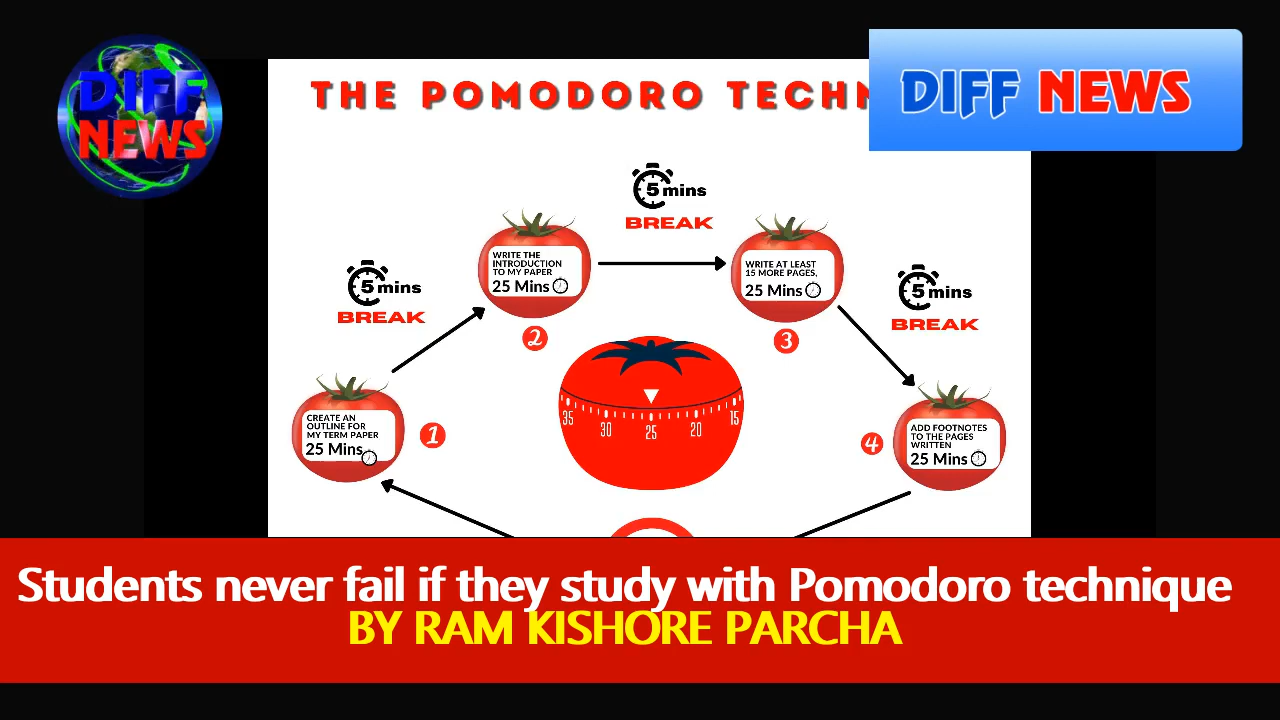 DIFF
NEWS
DIFF NEWS
THE POMODORO TECHN
5 mins
BREAK
WRITE THE
INTRODUCTION
TO MY PAPER
25 Mins
2
WRITE AT LEAST
15 MORE PAGES,
25 Mins
3
5 mins
BREAK
5 mins
BREAK
CREATE AN
OUTLINE FOR
MY TERM PAPER
25 Mins
1
35 30 25 20 15
4
ADD FOOTNOTES
TO THE PAGES
WRITTEN
25 Mins
Students never fail if they study with Pomodoro technique
BY RAM KISHORE PARCHA